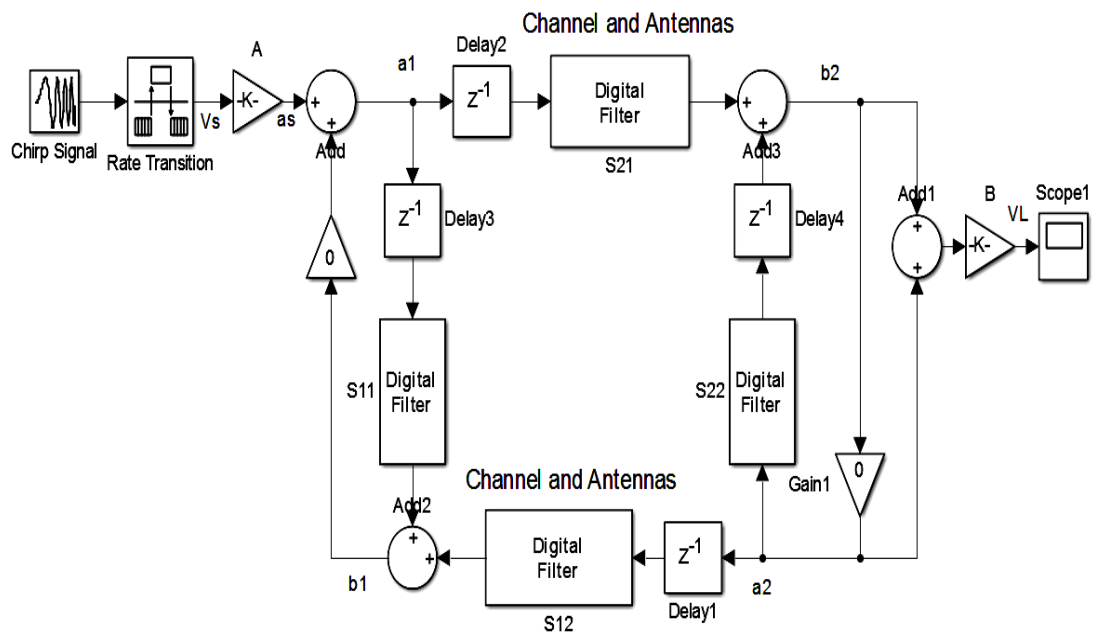 Channel and Antennas
A
a1
Delay2
b2
-K-
Z-1
Digital
Filter
Chirp Signal
Rate Transition
Vs
as
Add
S21
Add3
Add1
B
VL
Scope1
Z-1
Delay3
Z-1
Delay4
-K-
0
S11
Digital
Filter
S22
Digital
Filter
Channel and Antennas
Gain1
0
Add2
Digital
Filter
Z-1
b1
a2
Delay1
S12